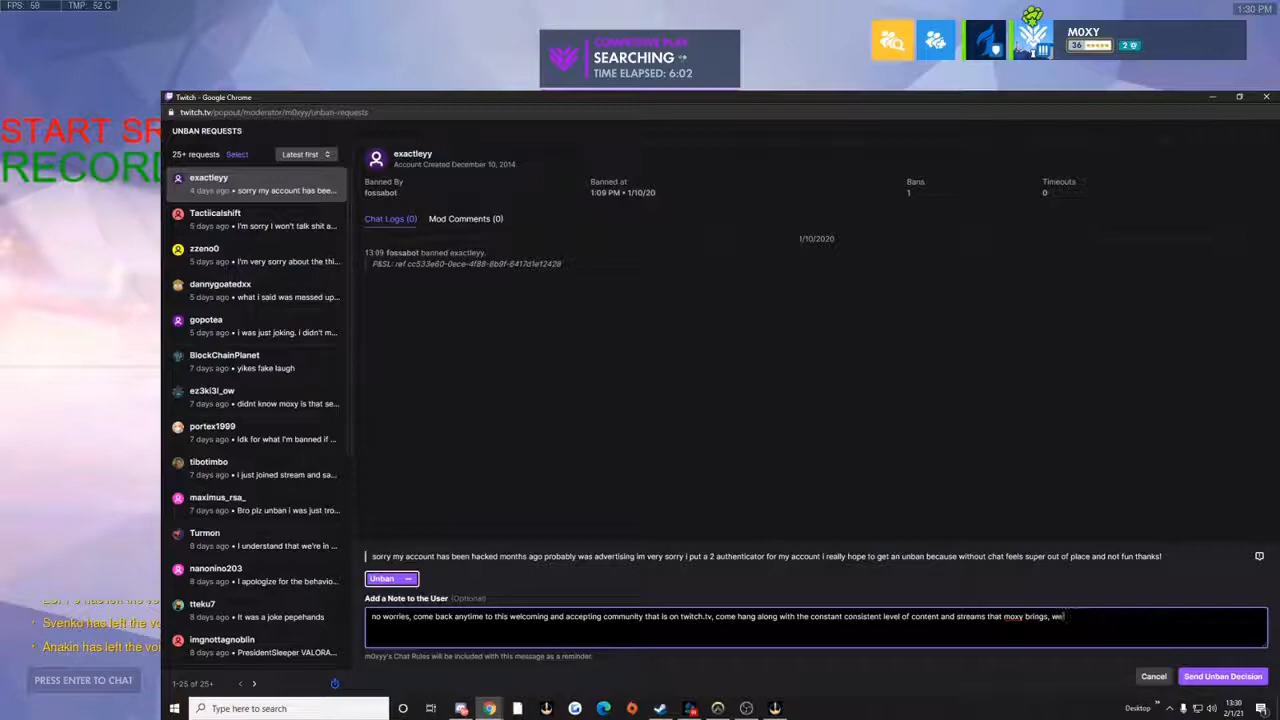 FPS: 59 TMP: 52 C
1:30 PM
COMPETITIVE PLAY
SEARCHING
TIME ELAPSED: 6:02
M0XY
36
2
START SR
RECORD
Twitch - Google Chrome
twitch.tv/popout/moderator/m0xyy/unban-requests
UNBAN REQUESTS
25+ requests Select Latest first
exactleyy
4 days ago • sorry my account has bee...
Tactiicalshift
5 days ago • I'm sorry I won't talk shit a...
zzeno0
5 days ago • I'm very sorry about the thi...
dannygoatedxx
5 days ago • what i said was messed up...
gopotea
5 days ago • i was just joking. i didn't m...
BlockChainPlanet
7 days ago • yikes fake laugh
ez3ki3l_ow
7 days ago • didnt know moxy is that se...
portex1999
7 days ago • Idk for what I'm banned if ...
tibotimbo
7 days ago • i just joined stream and sa...
maximus_rsa_
7 days ago • Bro plz unban i was just tro...
Turmon
8 days ago • I understand that we're in ...
nanonino203
8 days ago • I apologize for the behavio...
tteku7
8 days ago • It was a joke pepehands
imgnottagnoblin
8 days ago • PresidentSleeper VALORA...
1-25 of 25+
exactleyy
Account Created December 10, 2014
Banned By
fossabot
Banned at
1:09 PM • 1/10/20
Bans
1
Timeouts
0
Chat Logs (0) Mod Comments (0)
1/10/2020
13:09 fossabot banned exactleyy.
sorry my account has been hacked months ago probably was advertising im very sorry i put a 2 authenticator for my account i really hope to get an unban because without chat feels super out of place and not fun thanks!
Unban
Add a Note to the User (Optional)
no worries, come back anytime to this welcoming and accepting community that is on twitch.tv, come hang along with the constant consistent level of content and streams that moxy brings, we
m0xyy's Chat Rules will be included with this message as a reminder.
Cancel Send Unban Decision
Svenko has left the voi
Anakin has left the voi
PRESS ENTER TO CHAT
Type here to search
Desktop
13:30
2/1/21